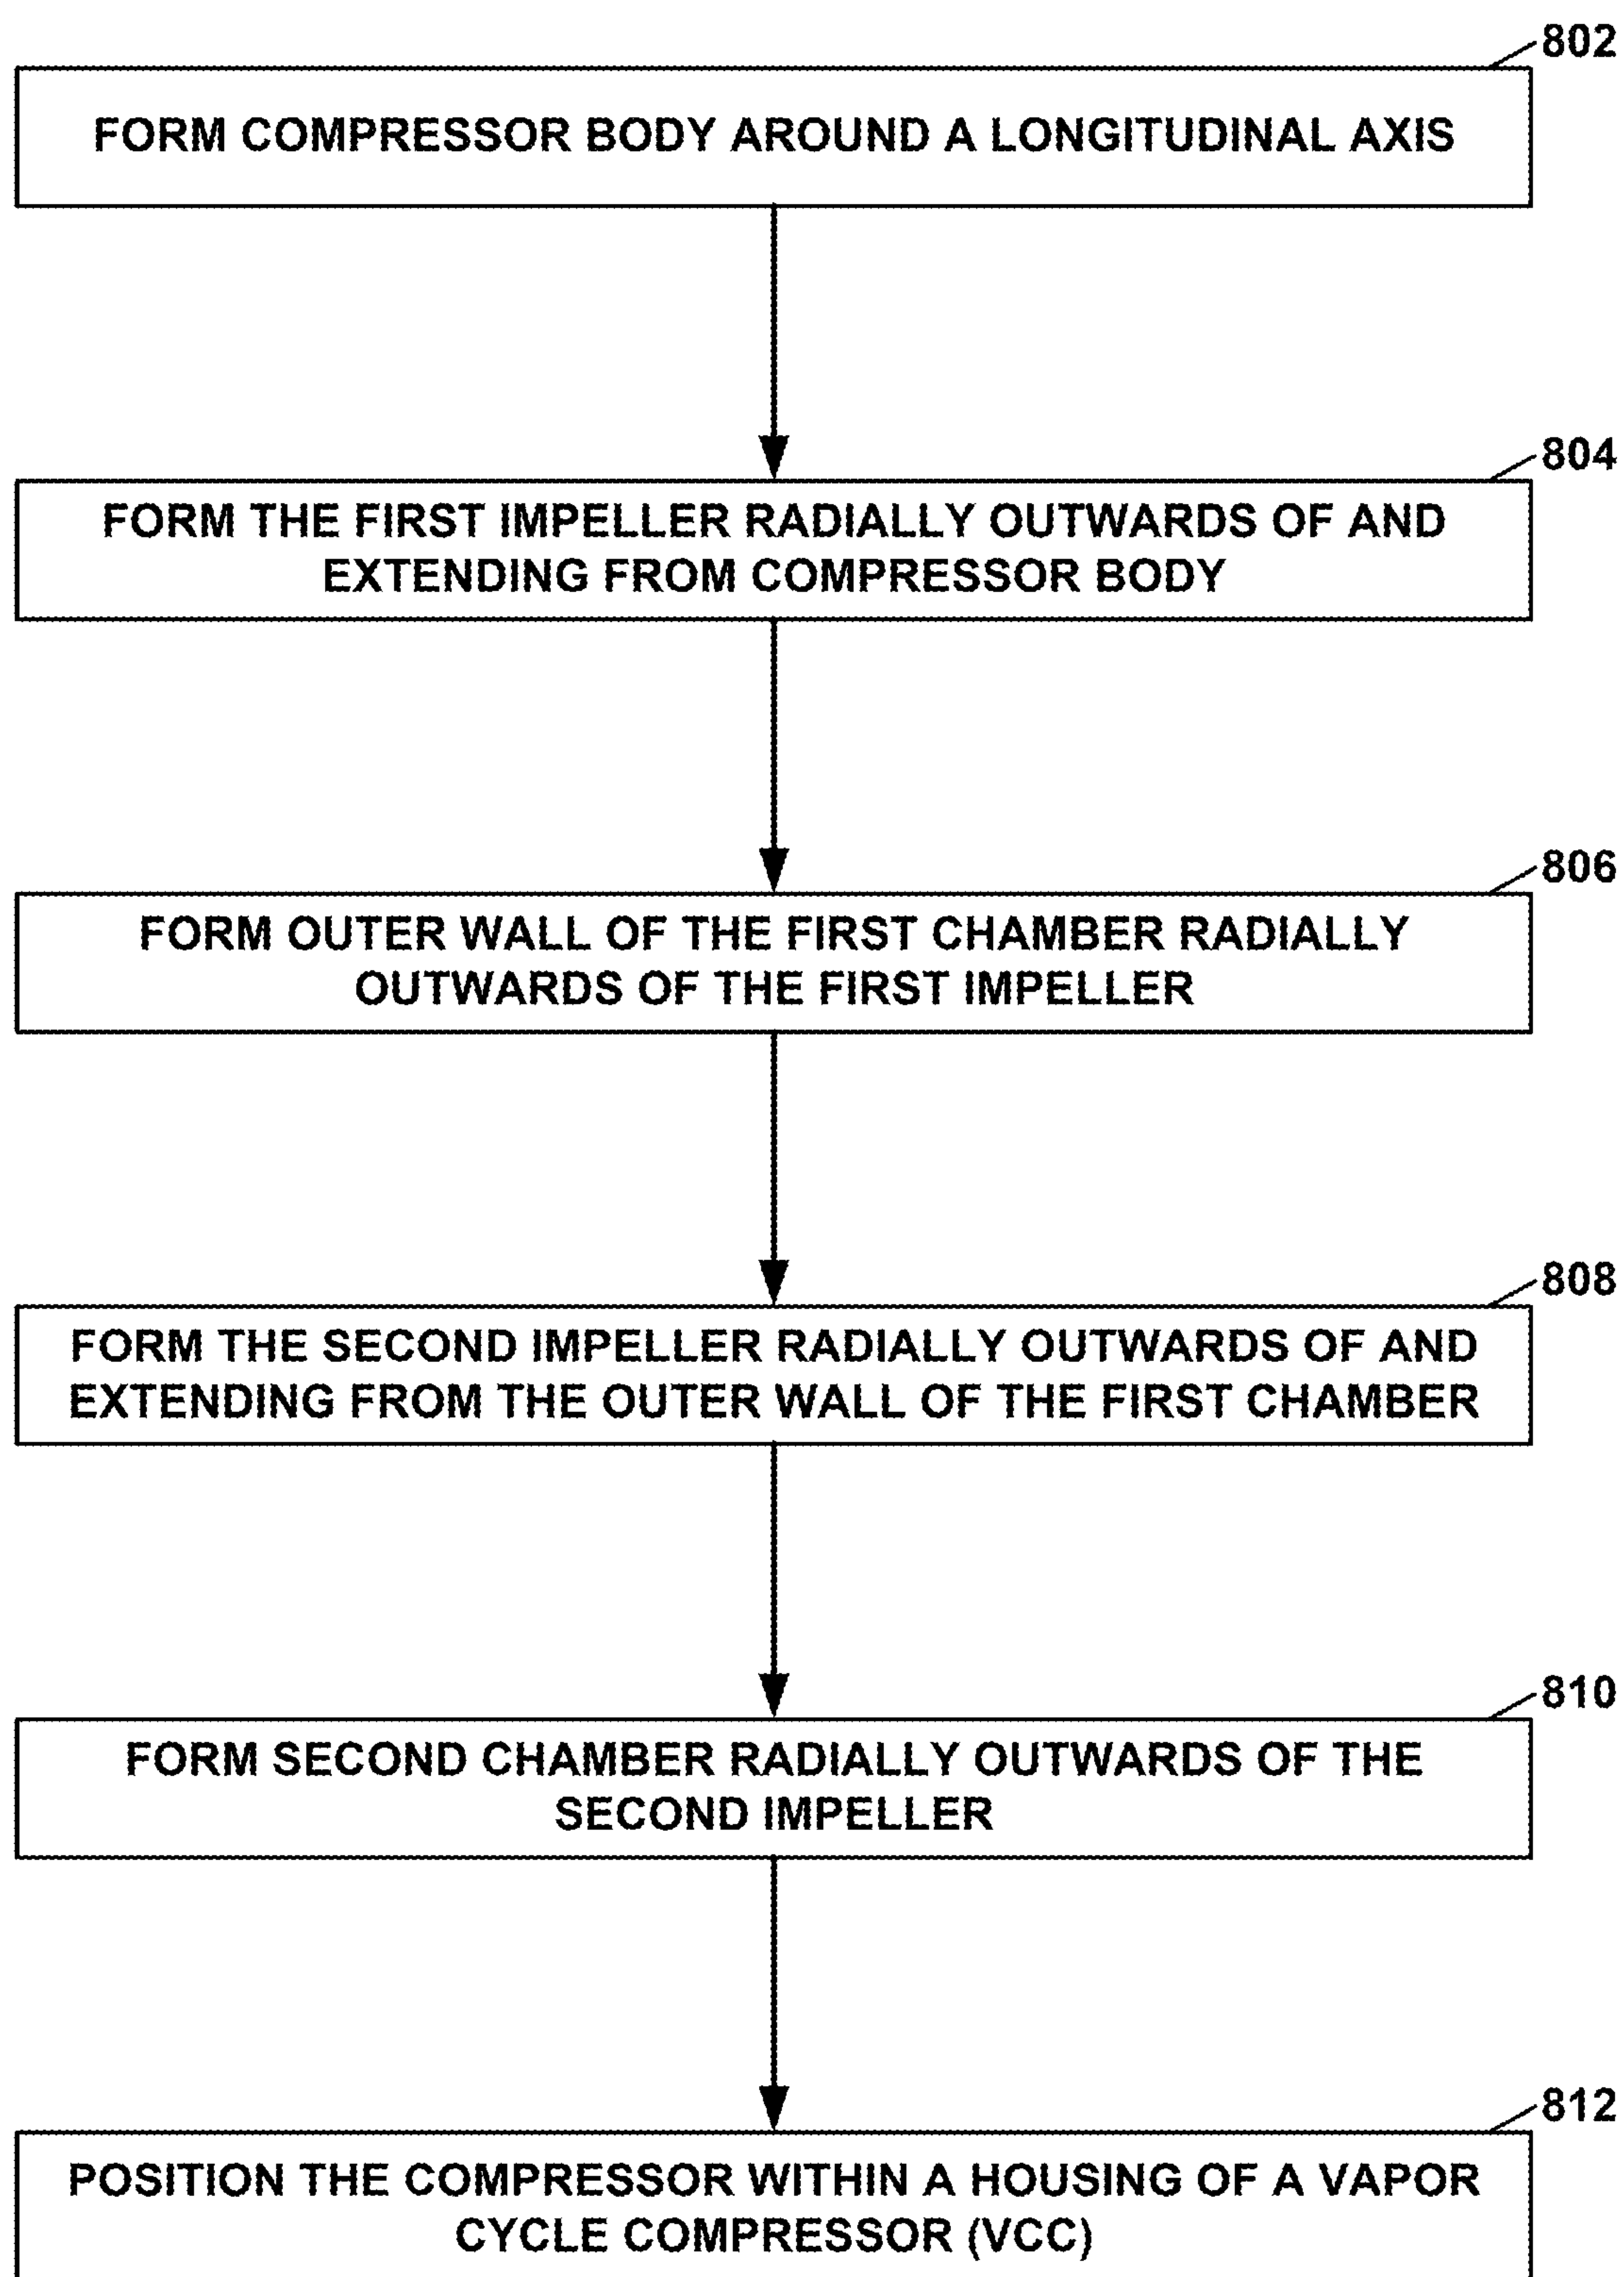 802
FORM COMPRESSOR BODY AROUND A LONGITUDINAL AXIS
804
FORM THE FIRST IMPELLER RADIALLY OUTWARDS OF AND
EXTENDING FROM COMPRESSOR BODY
806
FORM OUTER WALL OF THE FIRST CHAMBER RADIALLY
OUTWARDS OF THE FIRST IMPELLER
808
FORM THE SECOND IMPELLER RADIALLY OUTWARDS OF AND
EXTENDING FROM THE OUTER WALL OF THE FIRST CHAMBER
810
FORM SECOND CHAMBER RADIALLY OUTWARDS OF THE
SECOND IMPELLER
812
POSITION THE COMPRESSOR WITHIN A HOUSING OF A VAPOR
CYCLE COMPRESSOR (VCC)